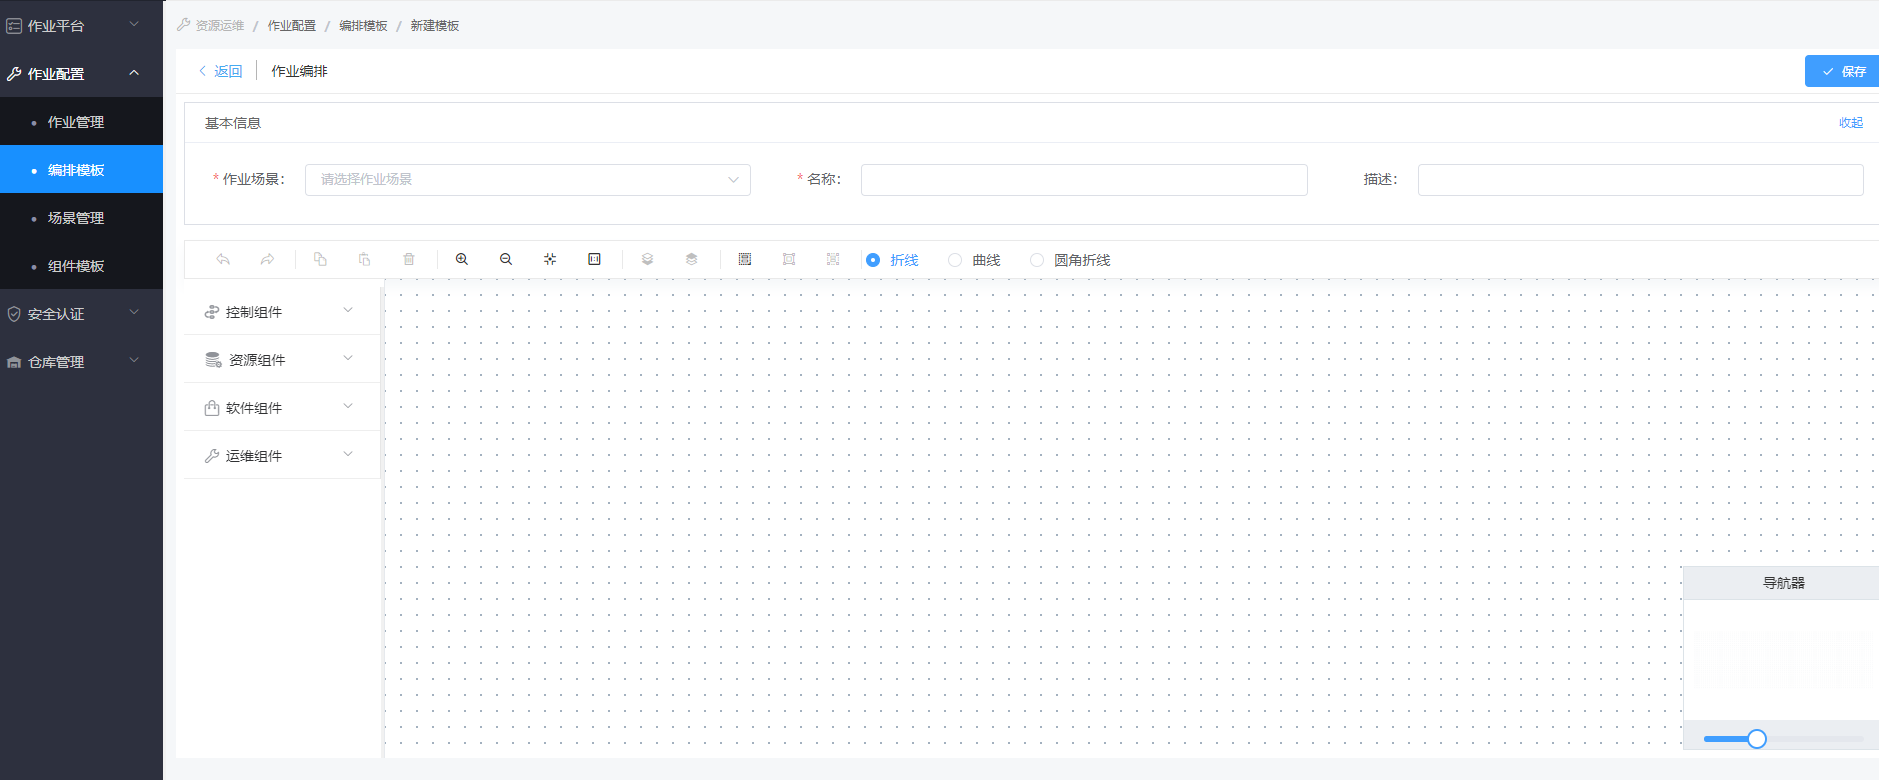 作业平台
作业配置
作业管理
编排模板
场景管理
组件模板
安全认证
仓库管理
资源运维 / 作业配置 / 编排模板 / 新建模板
返回 作业编排 保存
基本信息 收起
* 作业场景： 请选择作业场景 * 名称： 描述：
折线 曲线 圆角折线
控制组件
资源组件
软件组件
运维组件
导航器